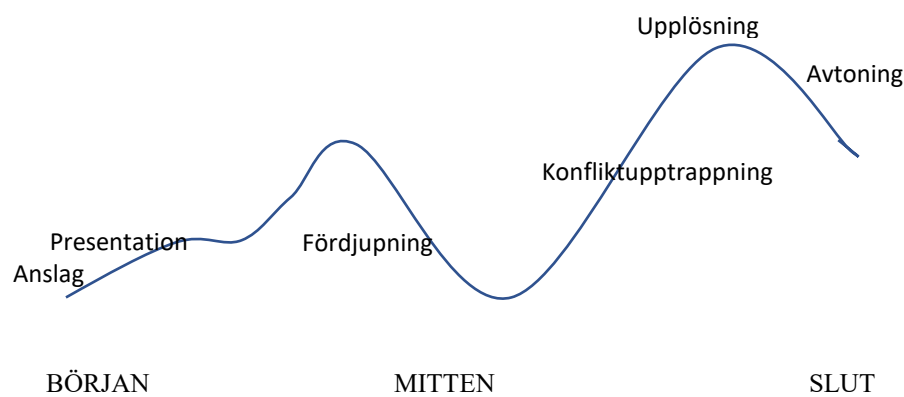 Upplösning
Avtoning
Konfliktupptrappning
Presentation
Fördjupning
Anslag
BÖRJAN
MITTEN
SLUT